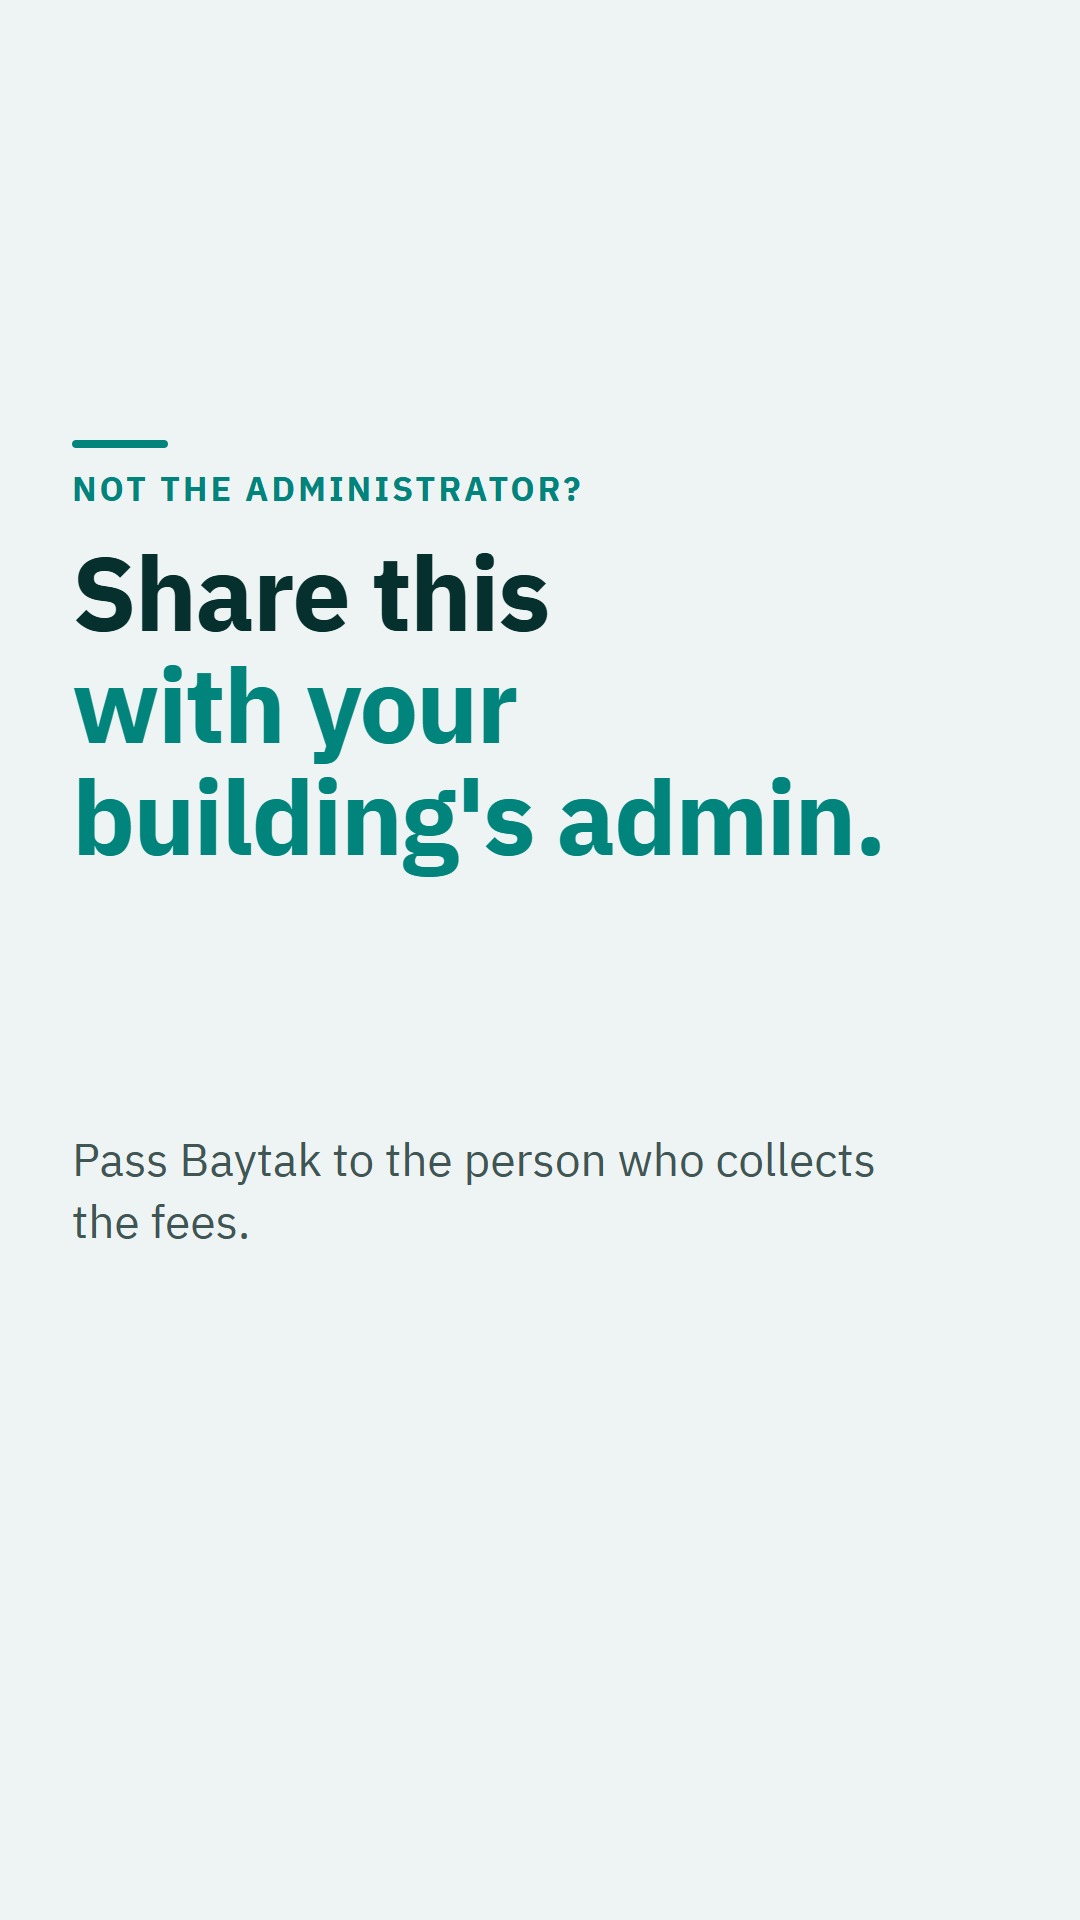 NOT THE ADMINISTRATOR?
Share this
with your
building's admin.
Pass Baytak to the person who collects
the fees.